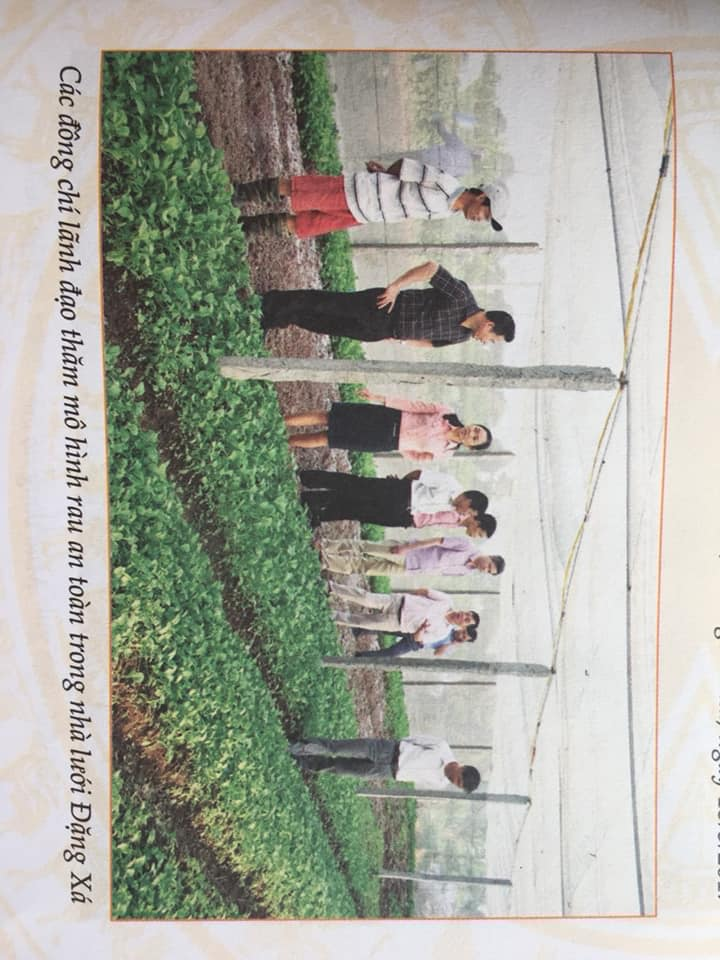 Các đồng chí lãnh đạo thăm mô hình rau an toàn trong nhà lưới Đặng Xá